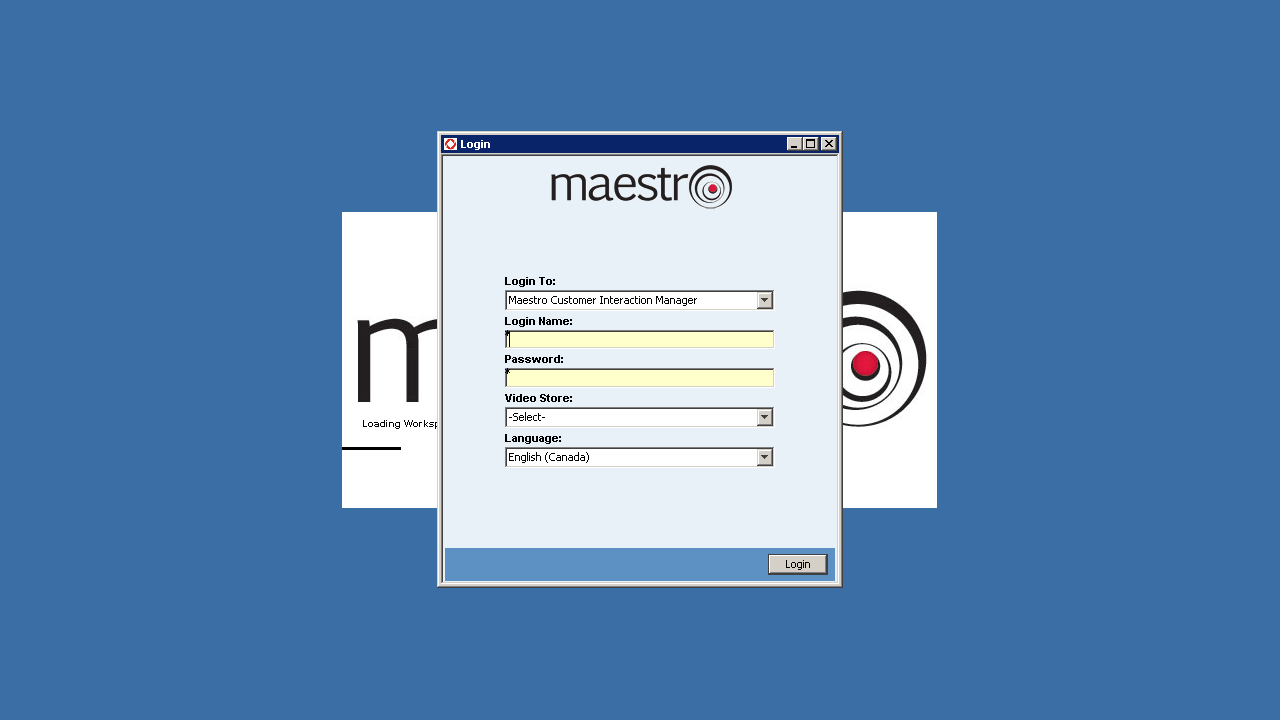 Login
maestro
Login To:
Maestro Customer Interaction Manager
Login Name:
*
Password:
*
Video Store:
-Select-
Language:
English (Canada)
Loading Worksp
m
Login